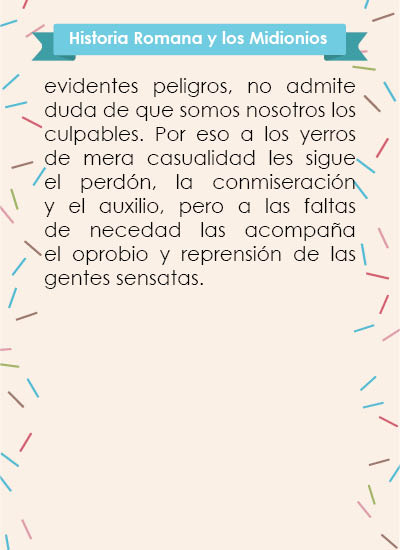 Historia Romana y los Midionios
evidentes peligros, no admite
duda de que somos nosotros los
culpables. Por eso a los yerros
de mera casualidad les sigue
el perdón, la conmiseración
y el auxilio, pero a las faltas
de necedad las acompaña
el oprobio y reprensión de las
gentes sensatas.